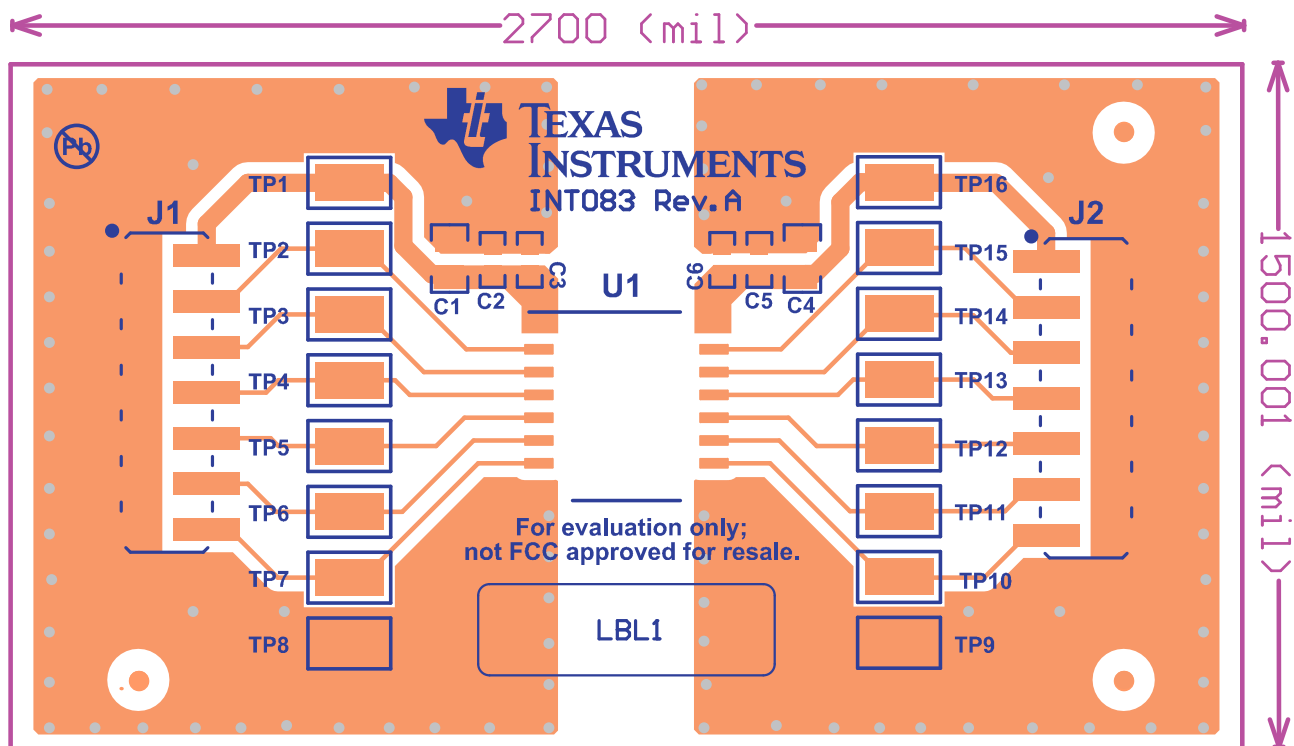 2700 (mil)
1500.001 (mil)
Pb
TEXAS
INSTRUMENTS
INT083 Rev.A
J1
J2
TP1
TP16
TP2
TP15
C1
C2
C3
U1
C6
C5
C4
TP3
TP14
TP4
TP13
TP5
TP12
TP6
TP11
For evaluation only;
not FCC approved for resale.
TP7
TP10
LBL1
TP8
TP9